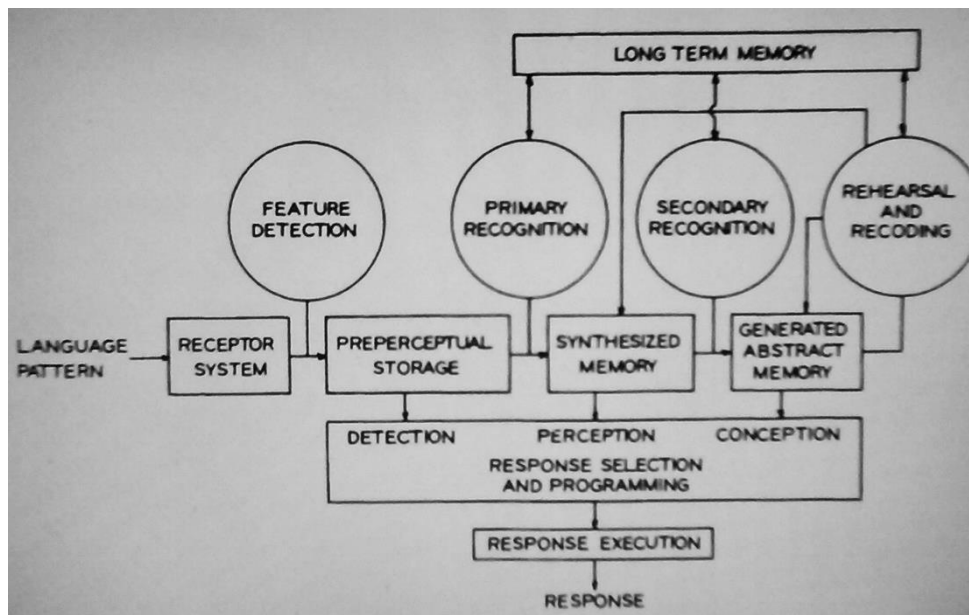 LONG TERM MEMORY
FEATURE
DETECTION
PRIMARY
RECOGNITION
SECONDARY
RECOGNITION
REHEARSAL
AND
RECODING
LANGUAGE
PATTERN
RECEPTOR
SYSTEM
PREPERCEPTUAL
STORAGE
SYNTHESIZED
MEMORY
GENERATED
ABSTRACT
MEMORY
DETECTION
PERCEPTION
CONCEPTION
RESPONSE SELECTION
AND PROGRAMMING
RESPONSE EXECUTION
RESPONSE